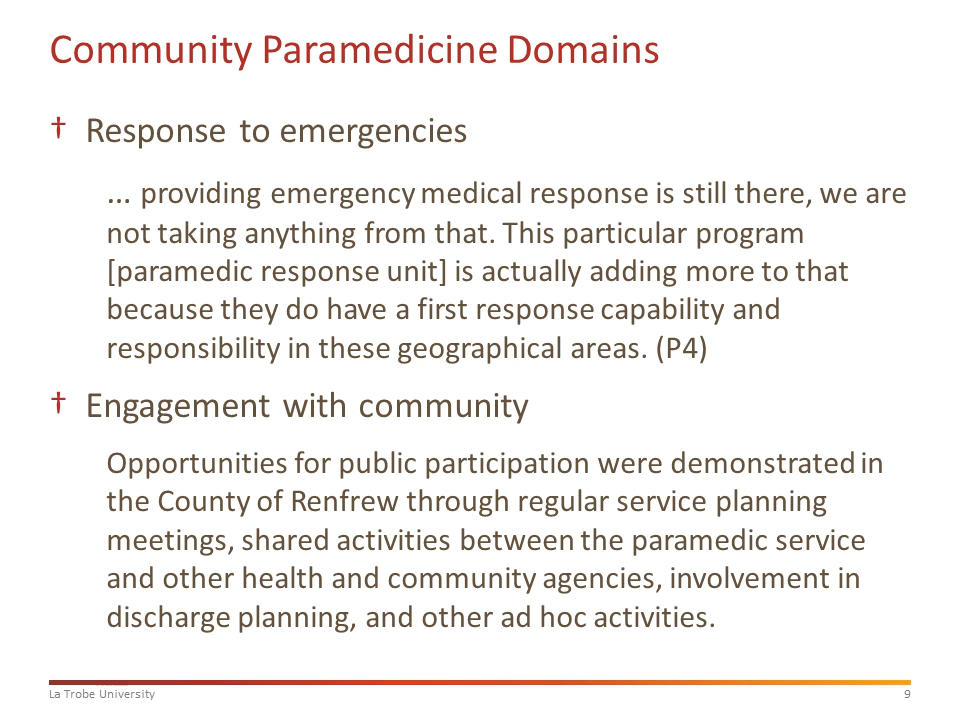 Community Paramedicine Domains
† Response to emergencies
... providing emergency medical response is still there, we are
not taking anything from that. This particular program
[paramedic response unit] is actually adding more to that
because they do have a first response capability and
responsibility in these geographical areas. (P4)
† Engagement with community
Opportunities for public participation were demonstrated in
the County of Renfrew through regular service planning
meetings, shared activities between the paramedic service
and other health and community agencies, involvement in
discharge planning, and other ad hoc activities.
La Trobe University 9